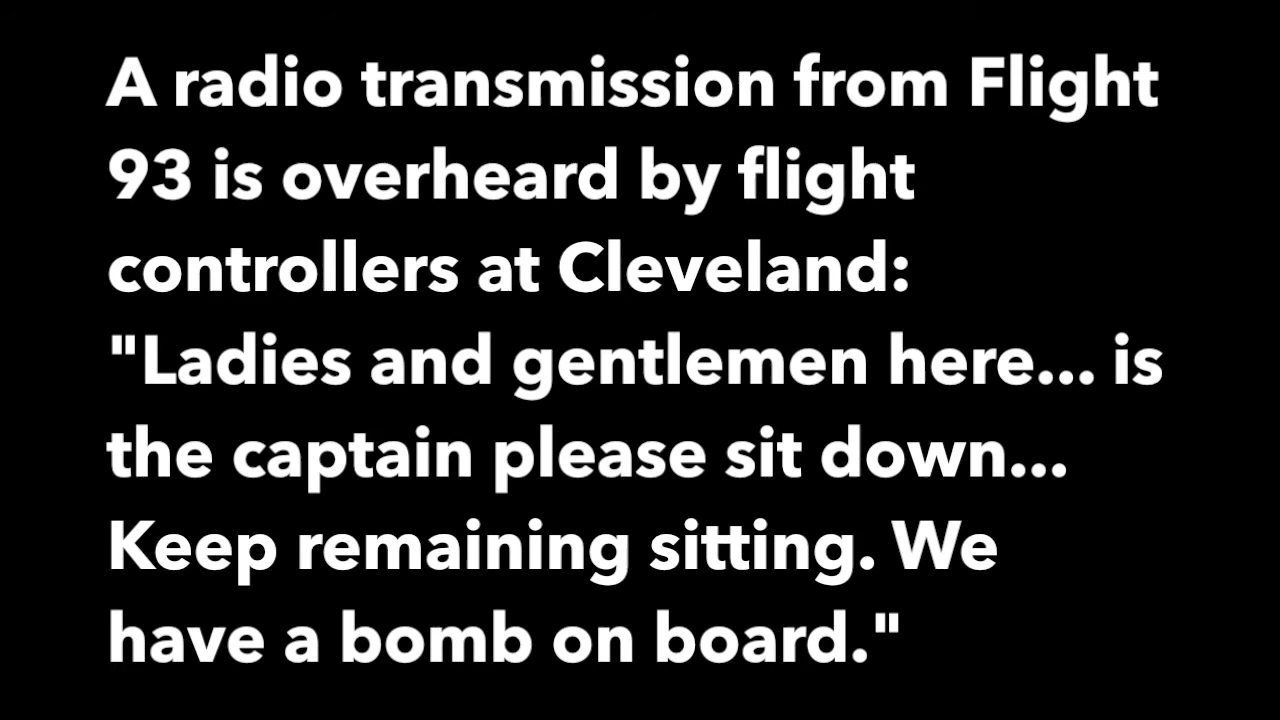 A radio transmission from Flight
93 is overheard by flight
controllers at Cleveland:
"Ladies and gentlemen here... is
the captain please sit down...
Keep remaining sitting. We
have a bomb on board."